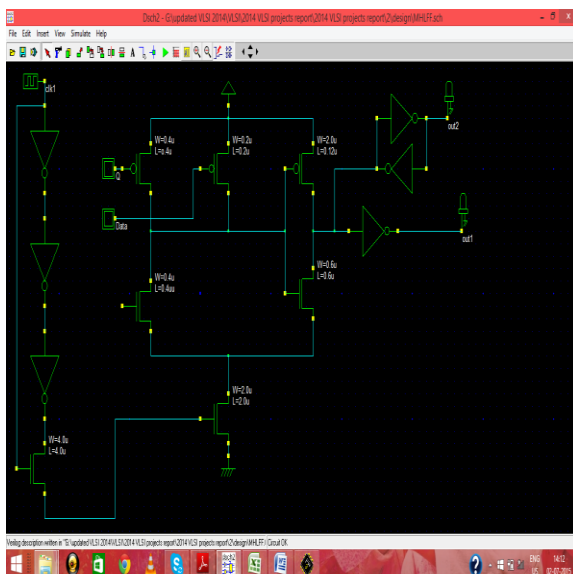 Dsch2 - G:\updated VLSI 2014\VLSI\2014 VLSI projects report\2014 VLSI projects report\2\design\MHLFF.sch
File Edit Insert View Simulate Help
clk1
W=0.4u
L=0.4u
W=0.2u
L=0.2u
W=2.0u
L=0.12u
out2
Q
Data
out1
W=0.4u
L=0.4uu
W=0.6u
L=0.6u
W=2.0u
L=2.0u
W=4.0u
L=4.0u
Verilog description written in "G:\updated VLSI 2014\VLSI\2014 VLSI projects report\2014 VLSI projects report\2\design\MHLFF / Circuit OK
ENG 14:12
US 02-07-2015